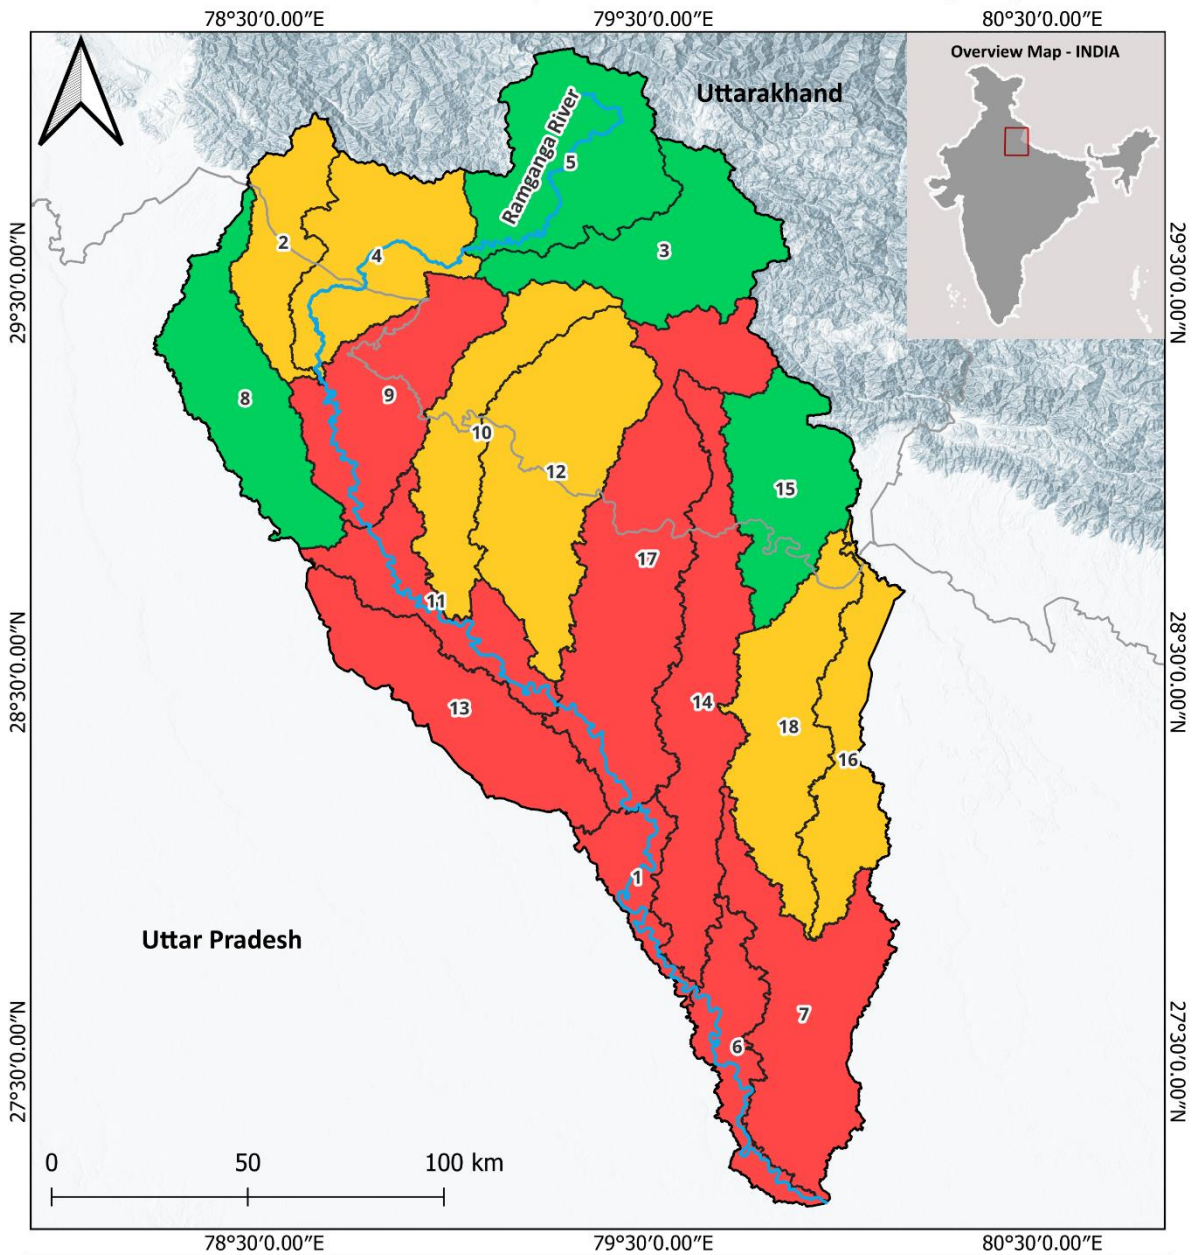 78°30′0.00″E 79°30′0.00″E 80°30′0.00″E
Overview Map - INDIA
Uttarakhand
Ramganga River
5
2
3
4
29°30′0.00″N
29°30′0.00″N
8
9
10
12
15
17
11
28°30′0.00″N
28°30′0.00″N
13
14
18
16
1
Uttar Pradesh
7
6
27°30′0.00″N
27°30′0.00″N
0 50 100 km
78°30′0.00″E 79°30′0.00″E 80°30′0.00″E